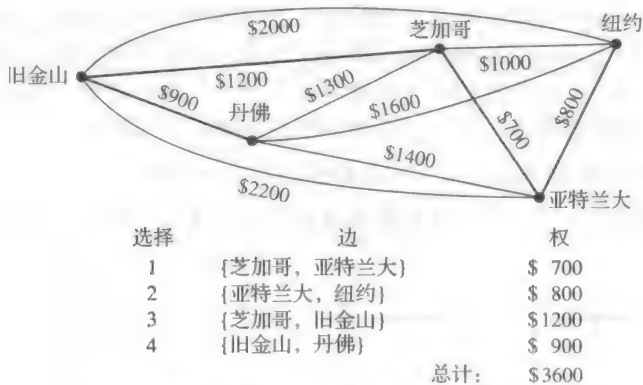 $2000
芝加哥
纽约
旧金山
$1200
$1300
$1000
$900
丹佛
$1600
$700
$800
$1400
$2200
亚特兰大
选择 边 权
1 {芝加哥，亚特兰大} $ 700
2 {亚特兰大，纽约} $ 800
3 {芝加哥，旧金山} $1200
4 {旧金山，丹佛} $ 900
总计： $3600